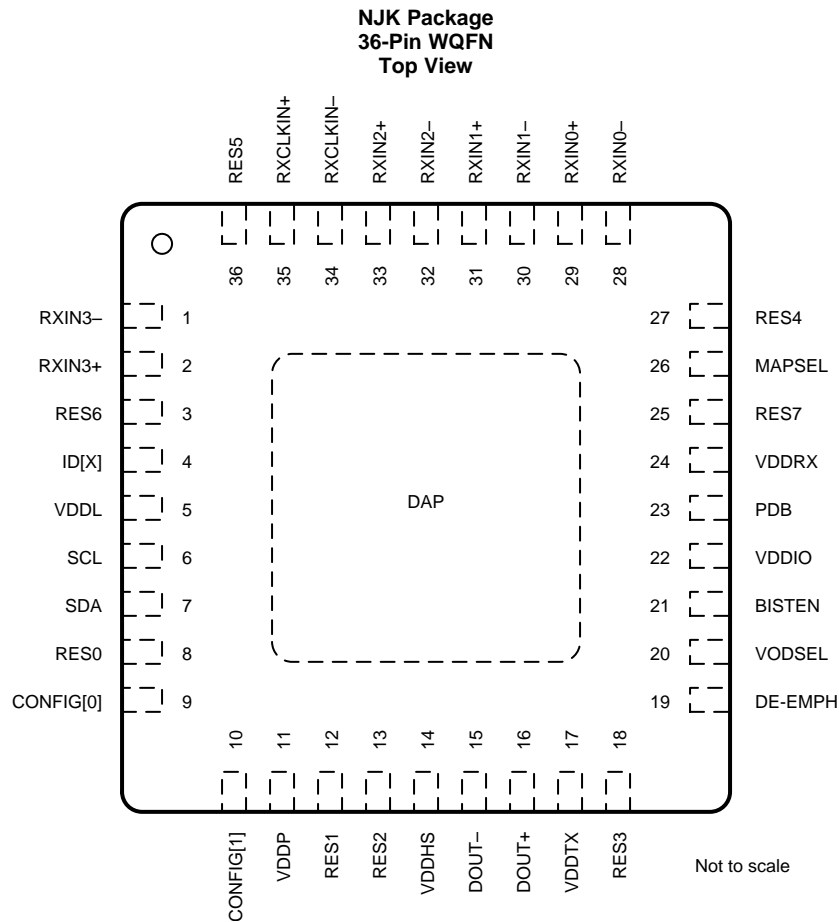 NJK Package
36-Pin WQFN
Top View
RES5
RXCLKIN+
RXCLKIN–
RXIN2+
RXIN2–
RXIN1+
RXIN1–
RXIN0+
RXIN0–
36
35
34
33
32
31
30
29
28
RXIN3– 1
RXIN3+ 2
RES6 3
ID[X] 4
VDDL 5
SCL 6
SDA 7
RES0 8
CONFIG[0] 9
DAP
27 RES4
26 MAPSEL
25 RES7
24 VDDRX
23 PDB
22 VDDIO
21 BISTEN
20 VODSEL
19 DE-EMPH
10
11
12
13
14
15
16
17
18
CONFIG[1]
VDDP
RES1
RES2
VDDHS
DOUT–
DOUT+
VDDTX
RES3
Not to scale